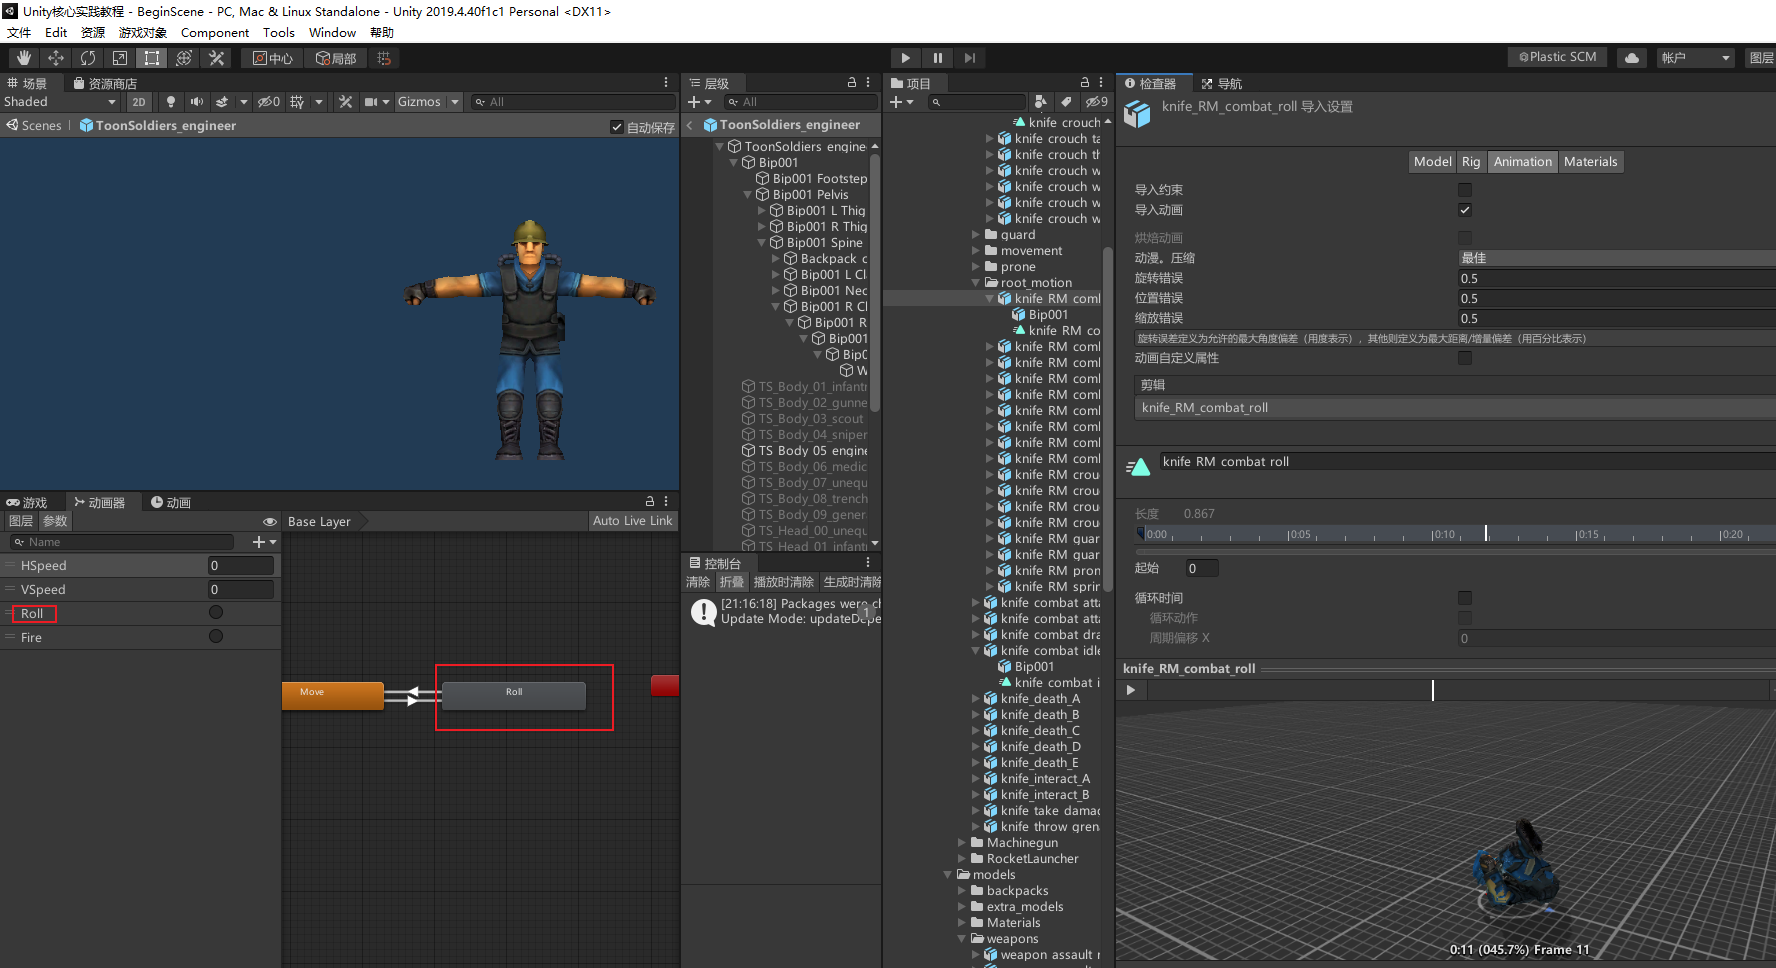 Unity核心实践教程 - BeginScene - PC, Mac & Linux Standalone - Unity 2019.4.40f1c1 Personal <DX11>
文件 Edit 资源 游戏对象 Component Tools Window 帮助
中心 局部 Plastic SCM 帐户 图层
场景 资源商店
Shaded 2D 0 Gizmos All
Scenes ToonSoldiers_engineer 自动保存
游戏 动画器 动画
图层 参数 Base Layer Auto Live Link
Name
HSpeed 0
VSpeed 0
Roll
Fire
Move Roll
层级
All
ToonSoldiers_engineer
ToonSoldiers engine
Bip001
Bip001 Footstep
Bip001 Pelvis
Bip001 L Thig
Bip001 R Thig
Bip001 Spine
Backpack c
Bip001 L Cl
Bip001 Nec
Bip001 R Cl
Bip001 R
Bip001
Bip0
W
TS_Body_01_infantr
TS_Body_02_gunne
TS_Body_03_scout
TS_Body_04_sniper
TS_Body_05_engine
TS_Body_06_medic
TS_Body_07_unequ
TS_Body_08_trench
TS_Body_09_genera
TS_Head_00_unequ
TS_Head_01_infantr
控制台
清除 折叠 播放时清除 生成时清除
[21:16:18] Packages were ch
Update Mode: updateDepe
1
项目
9
knife crouch
knife crouch ta
knife crouch th
knife crouch w
knife crouch w
knife crouch w
knife crouch w
guard
movement
prone
root_motion
knife RM coml
Bip001
knife RM co
knife RM coml
knife RM coml
knife RM coml
knife RM coml
knife RM coml
knife RM coml
knife RM coml
knife RM coml
knife RM crou
knife RM crou
knife RM crou
knife RM crou
knife RM guar
knife RM guar
knife RM pron
knife RM sprin
knife combat atta
knife combat atta
knife combat dra
knife combat idle
Bip001
knife combat i
knife_death_A
knife_death_B
knife_death_C
knife_death_D
knife_death_E
knife_interact_A
knife_interact_B
knife take damag
knife throw gren
Machinegun
RocketLauncher
models
backpacks
extra_models
Materials
weapons
weapon assault r
检查器 导航
knife_RM_combat_roll 导入设置
Model Rig Animation Materials
导入约束
导入动画
烘焙动画
动漫。压缩 最佳
旋转错误 0.5
位置错误 0.5
缩放错误 0.5
旋转误差定义为允许的最大角度偏差（用度表示），其他则定义为最大距离/增量偏差（用百分比表示）
动画自定义属性
剪辑
knife_RM_combat_roll
knife RM combat roll
长度 0.867
0:00 0:05 0:10 0:15 0:20
起始 0
循环时间
循环动作
周期偏移 X 0
knife_RM_combat_roll
0:11 (045.7%) Frame 11